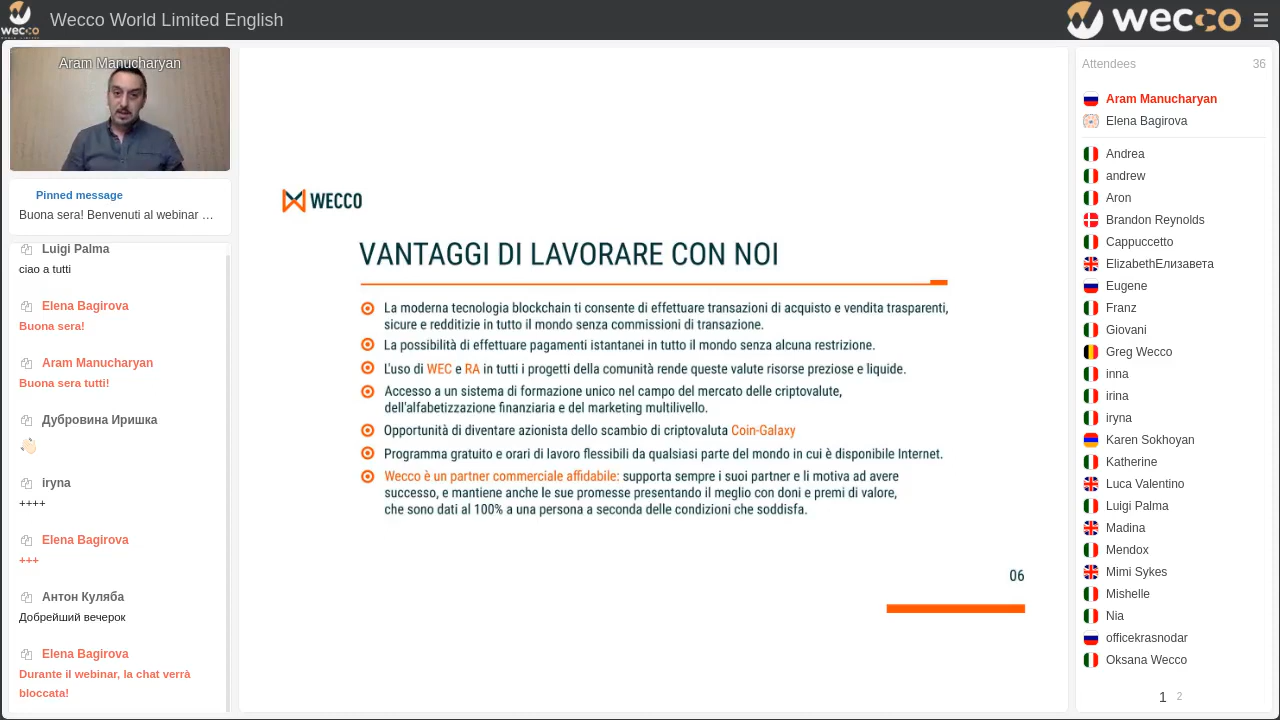 wecco
Wecco World Limited English
wecco
Aram Manucharyan
Pinned message
Buona sera! Benvenuti al webinar …
Luigi Palma
ciao a tutti
Elena Bagirova
Buona sera!
Aram Manucharyan
Buona sera tutti!
Дубровина Иришка
iryna
++++
Elena Bagirova
+++
Антон Куляба
Добрейший вечерок
Elena Bagirova
Durante il webinar, la chat verrà
bloccata!
WECCO
VANTAGGI DI LAVORARE CON NOI
La moderna tecnologia blockchain ti consente di effettuare transazioni di acquisto e vendita trasparenti,
sicure e redditizie in tutto il mondo senza commissioni di transazione.
La possibilità di effettuare pagamenti istantanei in tutto il mondo senza alcuna restrizione.
L'uso di WEC e RA in tutti i progetti della comunità rende queste valute risorse preziose e liquide.
Accesso a un sistema di formazione unico nel campo del mercato delle criptovalute,
dell'alfabetizzazione finanziaria e del marketing multilivello.
Opportunità di diventare azionista dello scambio di criptovaluta Coin-Galaxy
Programma gratuito e orari di lavoro flessibili da qualsiasi parte del mondo in cui è disponibile Internet.
Wecco è un partner commerciale affidabile: supporta sempre i suoi partner e li motiva ad avere
successo, e mantiene anche le sue promesse presentando il meglio con doni e premi di valore,
che sono dati al 100% a una persona a seconda delle condizioni che soddisfa.
06
Attendees 36
Aram Manucharyan
Elena Bagirova
Andrea
andrew
Aron
Brandon Reynolds
Cappuccetto
ElizabethЕлизавета
Eugene
Franz
Giovani
Greg Wecco
inna
irina
iryna
Karen Sokhoyan
Katherine
Luca Valentino
Luigi Palma
Madina
Mendox
Mimi Sykes
Mishelle
Nia
officekrasnodar
Oksana Wecco
1 2